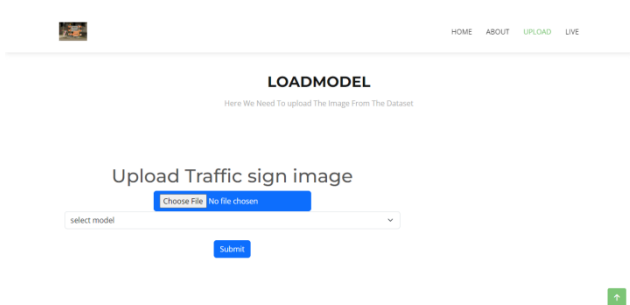 HOME ABOUT UPLOAD LIVE
LOADMODEL
Here We Need To upload The Image From The Dataset
Upload Traffic sign image
Choose File No file chosen
select model
Submit